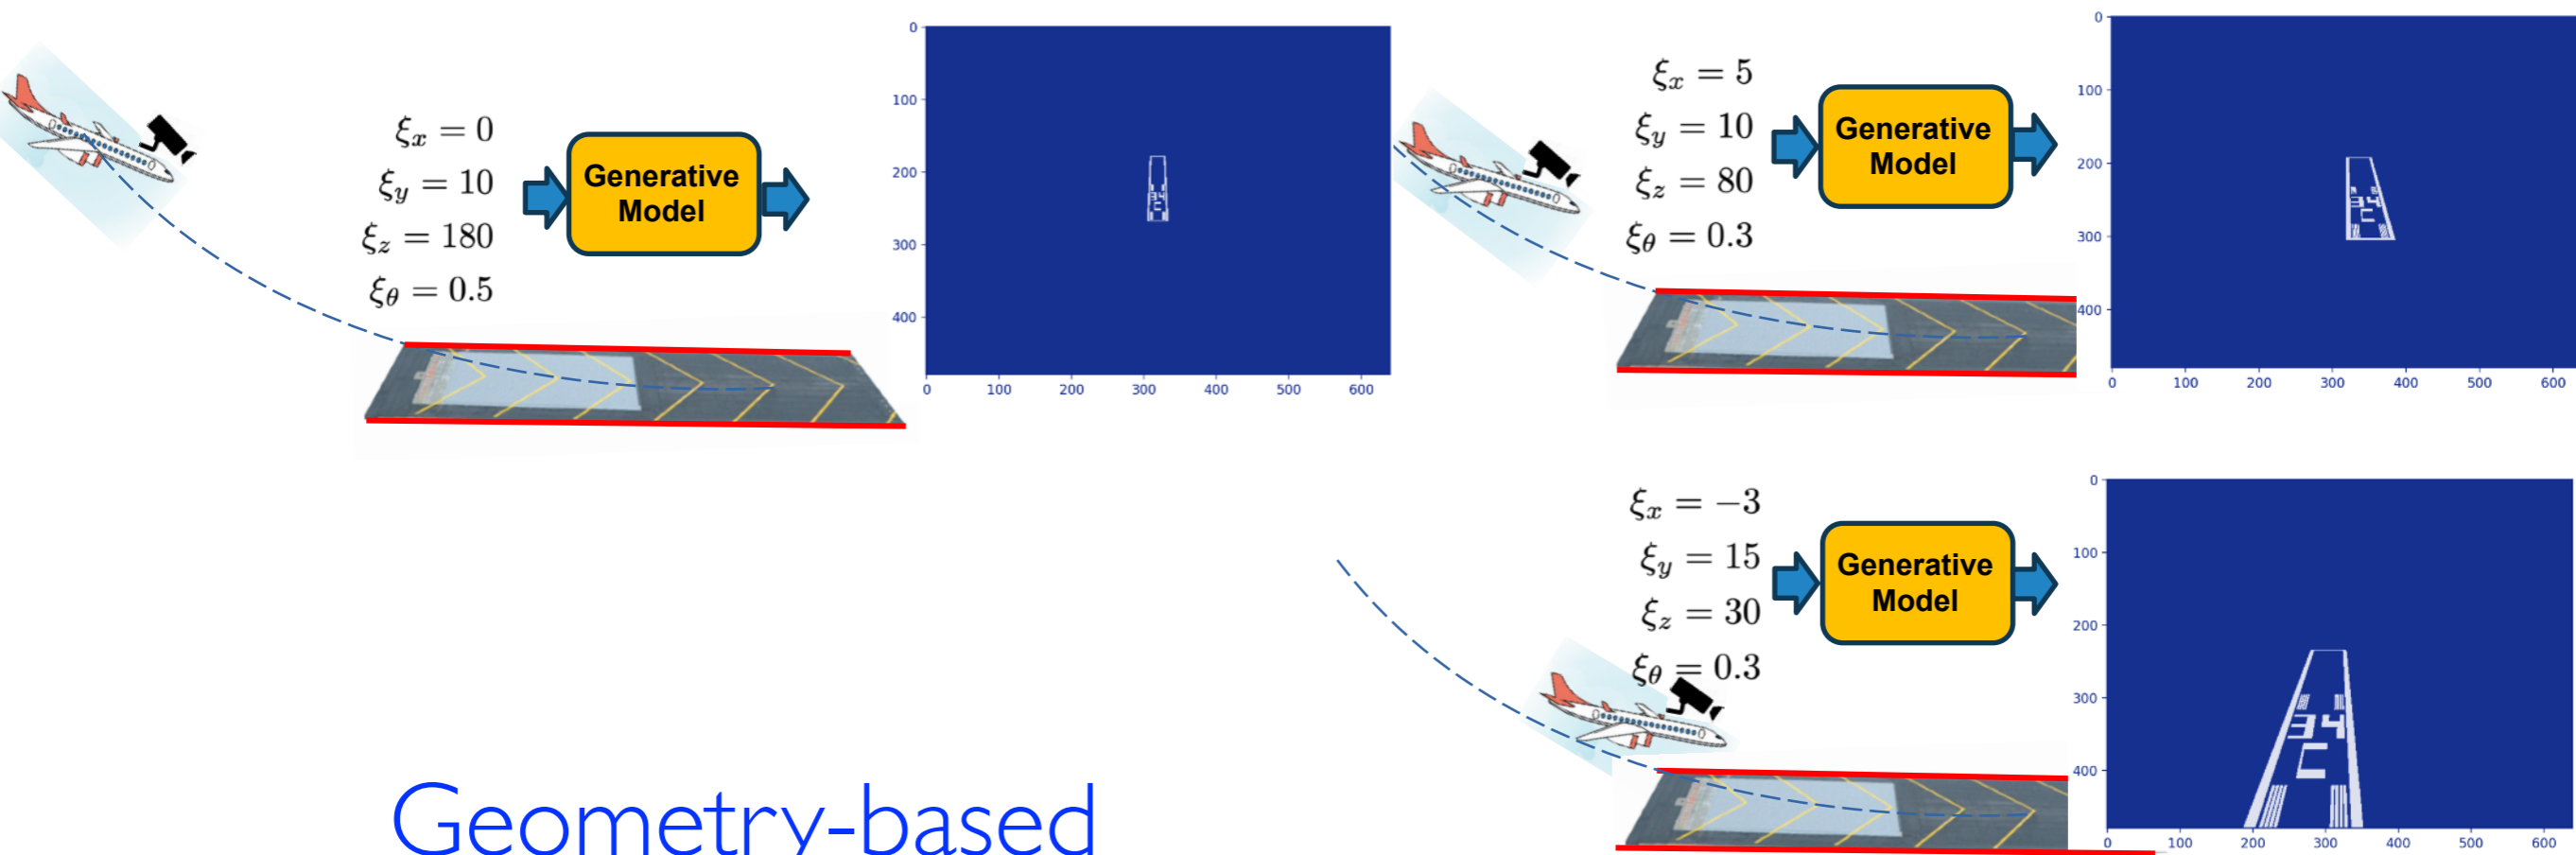 ξx = 0
ξy = 10
ξz = 180
ξθ = 0.5
Generative
Model
0
100
200
300
400
0 100 200 300 400 500 600
ξx = 5
ξy = 10
ξz = 80
ξθ = 0.3
Generative
Model
0
100
200
300
400
0 100 200 300 400 500 600
34
C
ξx = −3
ξy = 15
ξz = 30
ξθ = 0.3
Generative
Model
0
100
200
300
400
0 100 200 300 400 500 600
34
C
Geometry-based